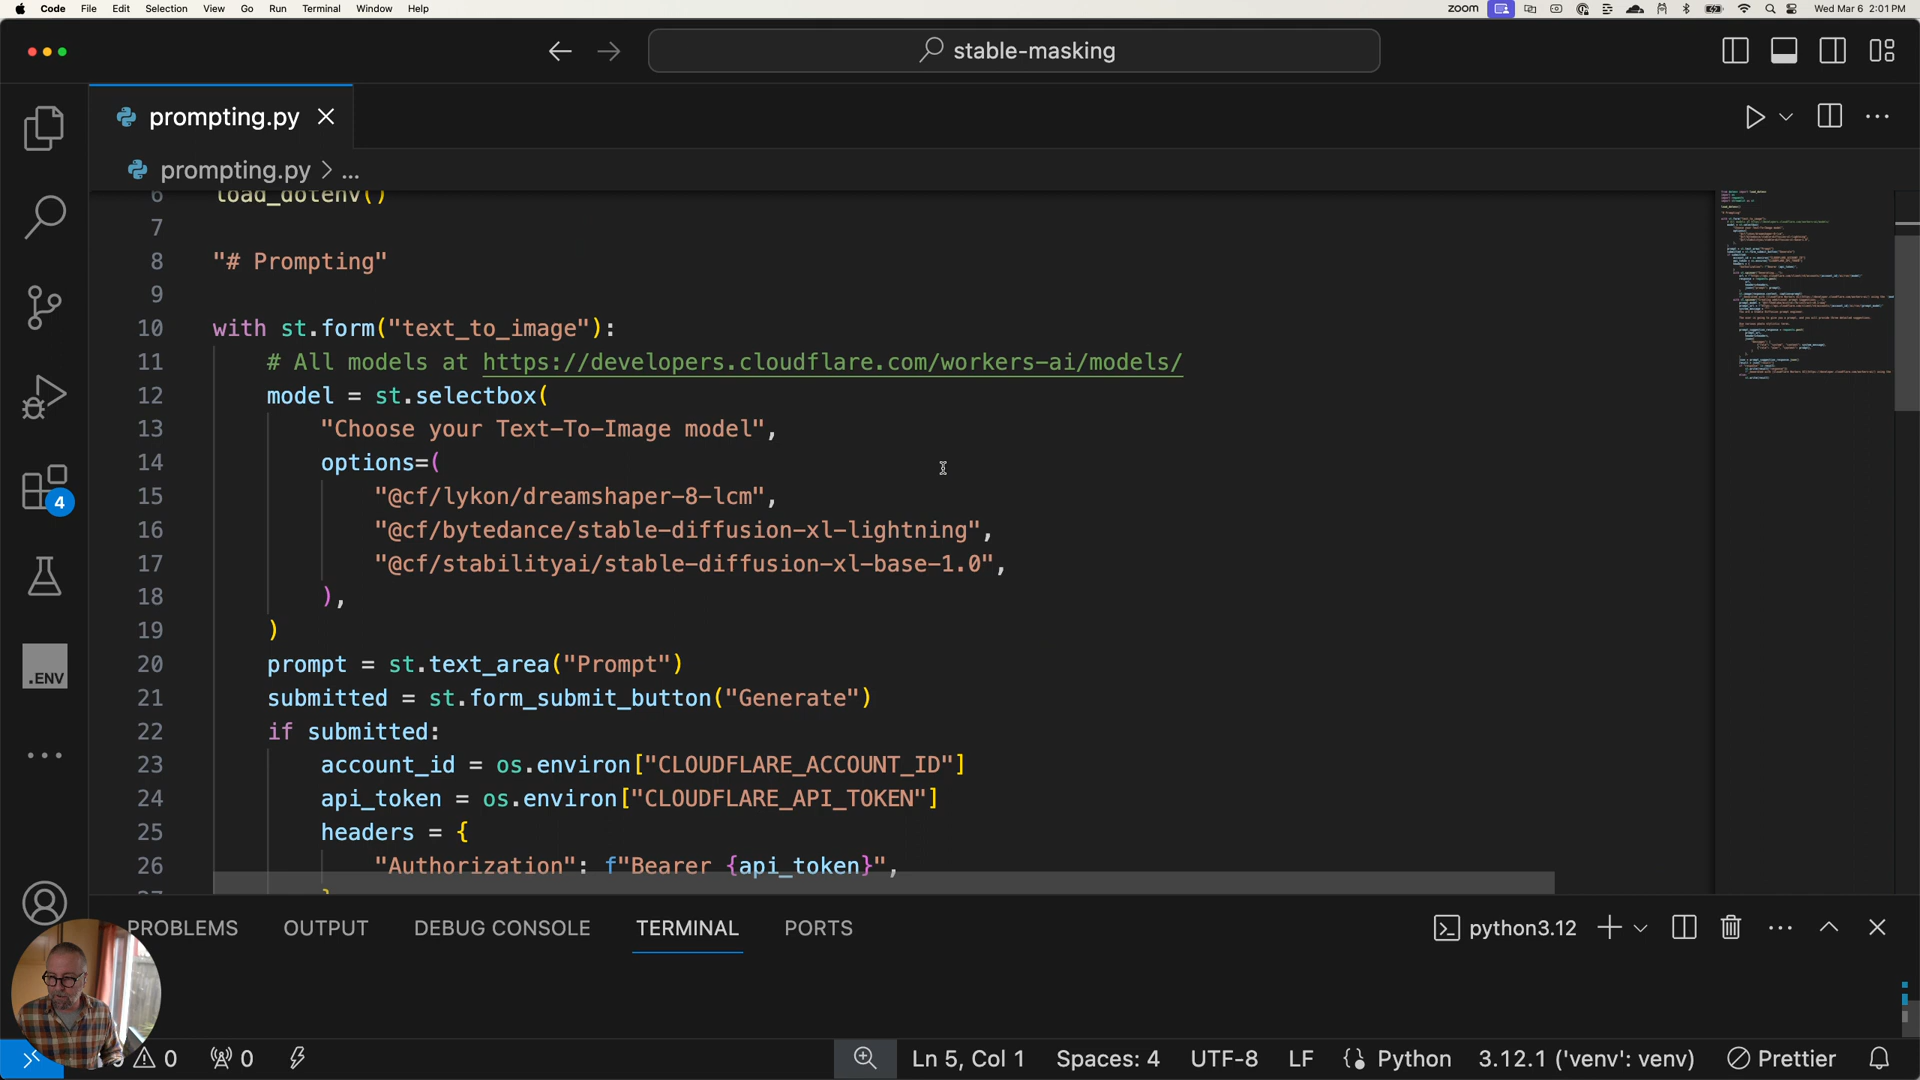 Code File Edit Selection View Go Run Terminal Window Help zoom Wed Mar 6 2:01 PM
stable-masking
prompting.py
prompting.py > ...
6 load_dotenv()
7
8 "# Prompting"
9
10 with st.form("text_to_image"):
11 # All models at https://developers.cloudflare.com/workers-ai/models/
12 model = st.selectbox(
13 "Choose your Text-To-Image model",
14 options=(
15 "@cf/lykon/dreamshaper-8-lcm",
16 "@cf/bytedance/stable-diffusion-xl-lightning",
17 "@cf/stabilityai/stable-diffusion-xl-base-1.0",
18 ),
19 )
20 prompt = st.text_area("Prompt")
21 submitted = st.form_submit_button("Generate")
22 if submitted:
23 account_id = os.environ["CLOUDFLARE_ACCOUNT_ID"]
24 api_token = os.environ["CLOUDFLARE_API_TOKEN"]
25 headers = {
26 "Authorization": f"Bearer {api_token}",
27 }
4
.ENV
PROBLEMS OUTPUT DEBUG CONSOLE TERMINAL PORTS python3.12
0 0 Ln 5, Col 1 Spaces: 4 UTF-8 LF Python 3.12.1 ('venv': venv) Prettier